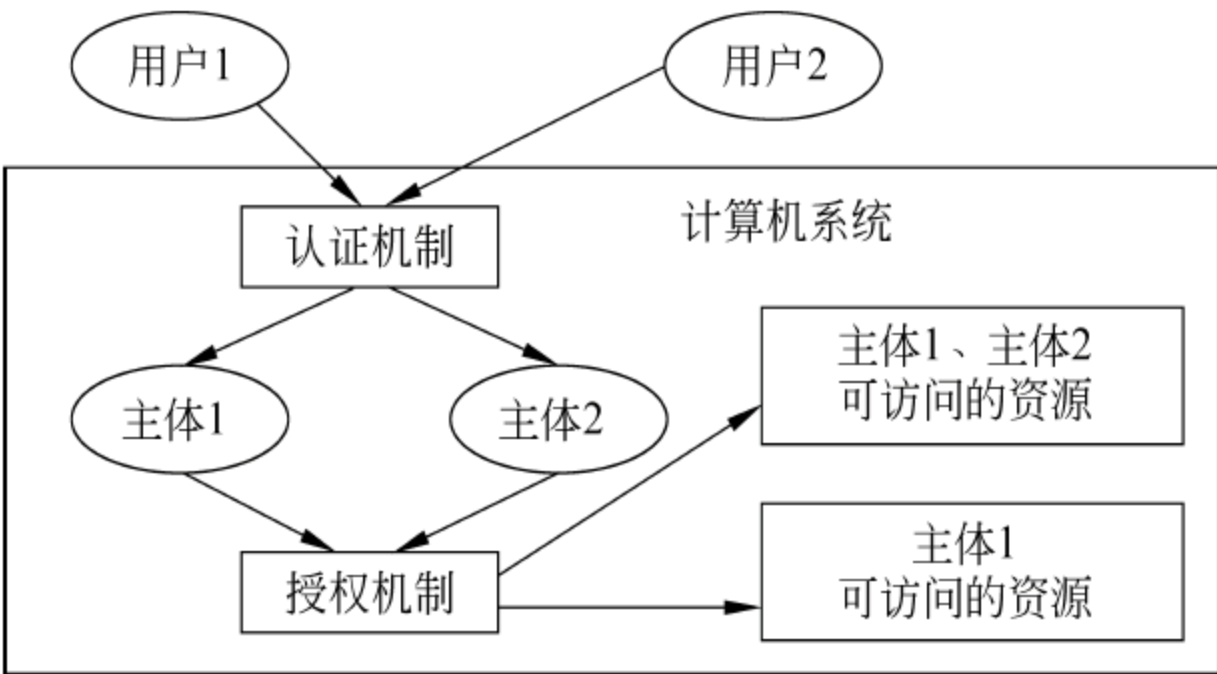 用户1
用户2
计算机系统
认证机制
主体1、主体2
可访问的资源
主体1
主体2
授权机制
主体1
可访问的资源